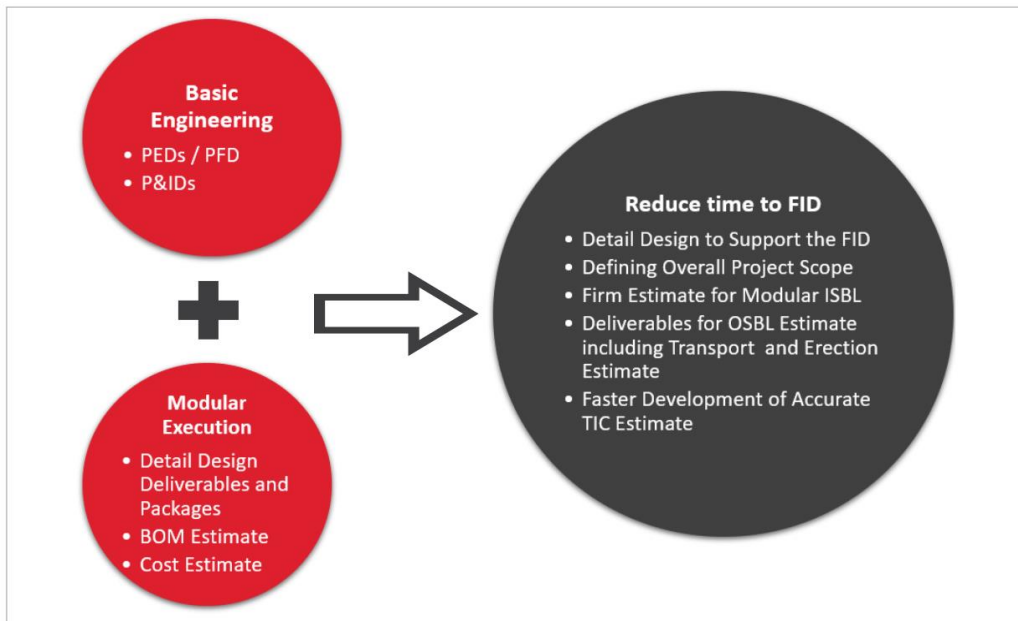 Basic
Engineering
• PEDs / PFD
• P&IDs
Modular
Execution
• Detail Design
Deliverables and
Packages
• BOM Estimate
• Cost Estimate
Reduce time to FID
• Detail Design to Support the FID
• Defining Overall Project Scope
• Firm Estimate for Modular ISBL
• Deliverables for OSBL Estimate
including Transport and Erection
Estimate
• Faster Development of Accurate
TIC Estimate